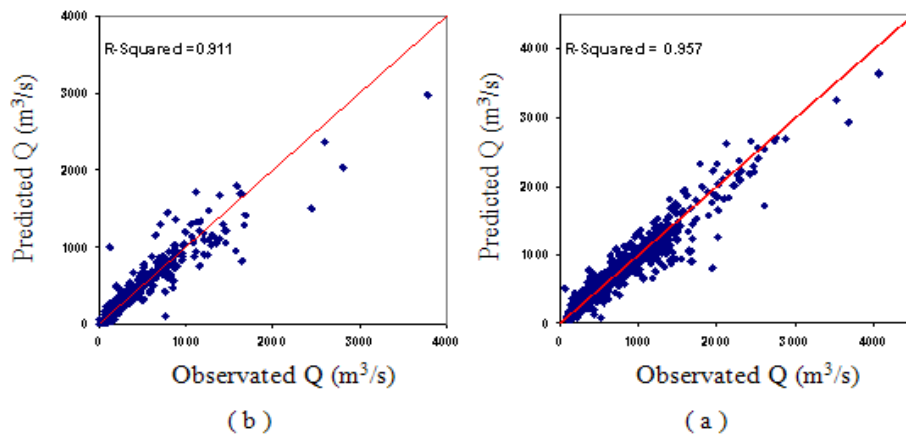 4000
3000
2000
1000
0
R-Squared = 0.911
Predicted Q (m³/s)
0 1000 2000 3000 4000
Observated Q (m³/s)
( b )
4000
3000
2000
1000
0
R-Squared = 0.957
Predicted Q (m³/s)
0 1000 2000 3000 4000
Observated Q (m³/s)
( a )